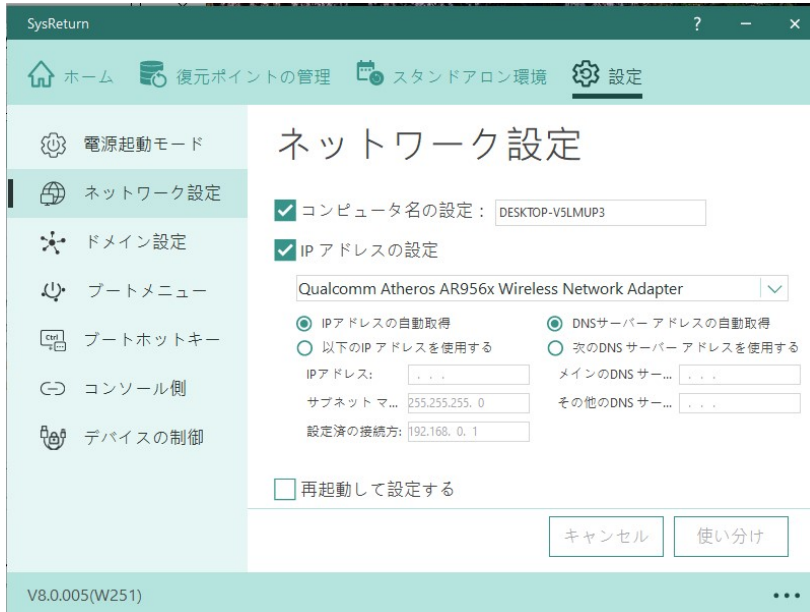 SysReturn
ホーム 復元ポイントの管理 スタンドアロン環境 設定
電源起動モード
ネットワーク設定
ドメイン設定
ブートメニュー
ブートホットキー
コンソール側
デバイスの制御
ネットワーク設定
コンピュータ名の設定： DESKTOP-V5LMUP3
IP アドレスの設定
Qualcomm Atheros AR956x Wireless Network Adapter
IPアドレスの自動取得 DNSサーバー アドレスの自動取得
以下のIP アドレスを使用する 次のDNS サーバー アドレスを使用する
IPアドレス: . . . メインのDNS サー... . . .
サブネット マ... 255.255.255. 0 その他のDNS サー... . . .
設定済の接続方: 192.168. 0. 1
再起動して設定する
キャンセル 使い分け
V8.0.005(W251)